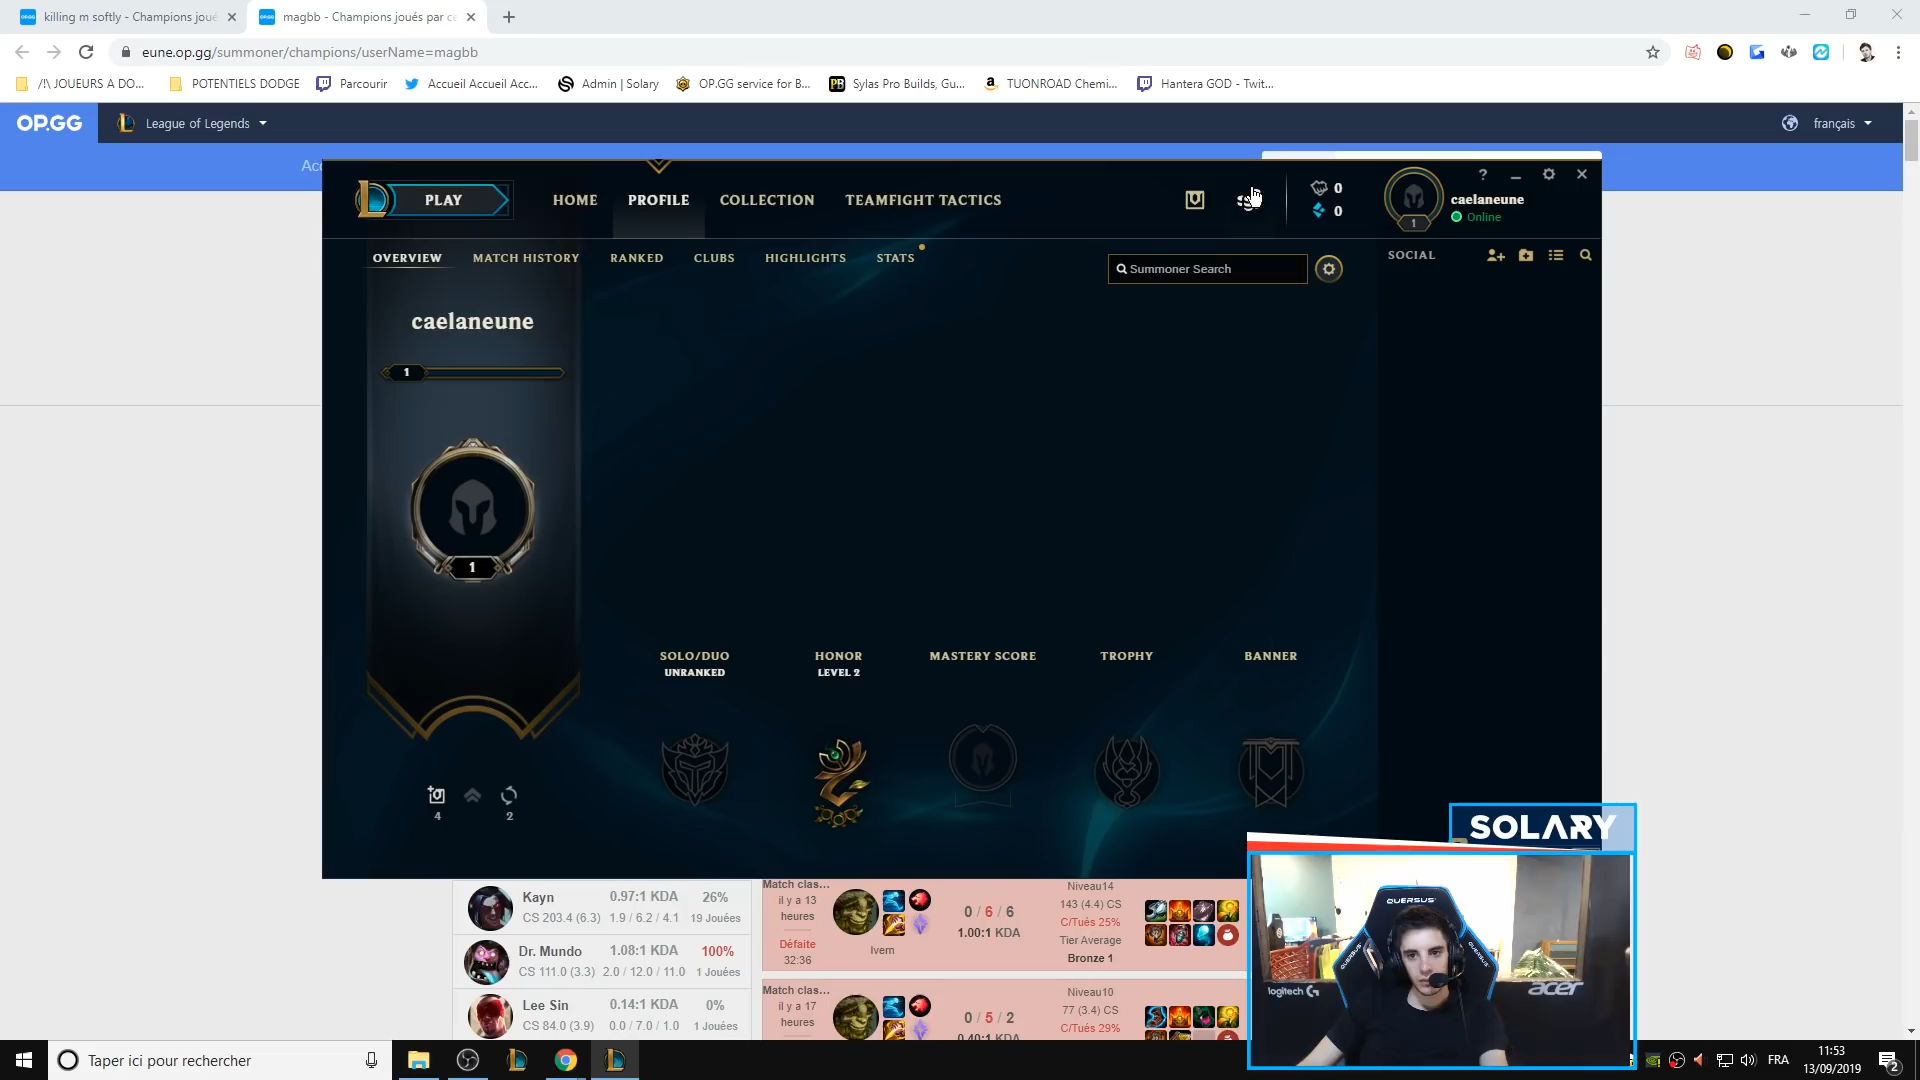 killing m softly - Champions joué
magbb - Champions joués par ce
eune.op.gg/summoner/champions/userName=magbb
/!\ JOUEURS A DO...
POTENTIELS DODGE
Parcourir
Accueil Accueil Acc...
Admin | Solary
OP.GG service for B...
Sylas Pro Builds, Gu...
TUONROAD Chemi...
Hantera GOD - Twit...
OP.GG
League of Legends
français
Acc
PLAY
HOME
PROFILE
COLLECTION
TEAMFIGHT TACTICS
0
0
1
caelaneune
Online
OVERVIEW
MATCH HISTORY
RANKED
CLUBS
HIGHLIGHTS
STATS
Summoner Search
SOCIAL
caelaneune
1
1
4
2
SOLO/DUO
UNRANKED
HONOR
LEVEL 2
MASTERY SCORE
TROPHY
BANNER
SOLARY
Kayn
0.97:1 KDA
26%
CS 203.4 (6.3)
1.9 / 6.2 / 4.1
19 Jouées
Dr. Mundo
1.08:1 KDA
100%
CS 111.0 (3.3)
2.0 / 12.0 / 11.0
1 Jouées
Lee Sin
0.14:1 KDA
0%
CS 84.0 (3.9)
0.0 / 7.0 / 1.0
1 Jouées
Match clas...
il y a 13
heures
Défaite
32:36
Ivern
0 / 6 / 6
1.00:1 KDA
Niveau14
143 (4.4) CS
C/Tués 25%
Tier Average
Bronze 1
Match clas...
il y a 17
heures
0 / 5 / 2
0.40:1 KDA
Niveau10
77 (3.4) CS
C/Tués 29%
QUERSUS
QUERSUS
QUERSUS
logitech G
acer
Taper ici pour rechercher
FRA
11:53
13/09/2019
2